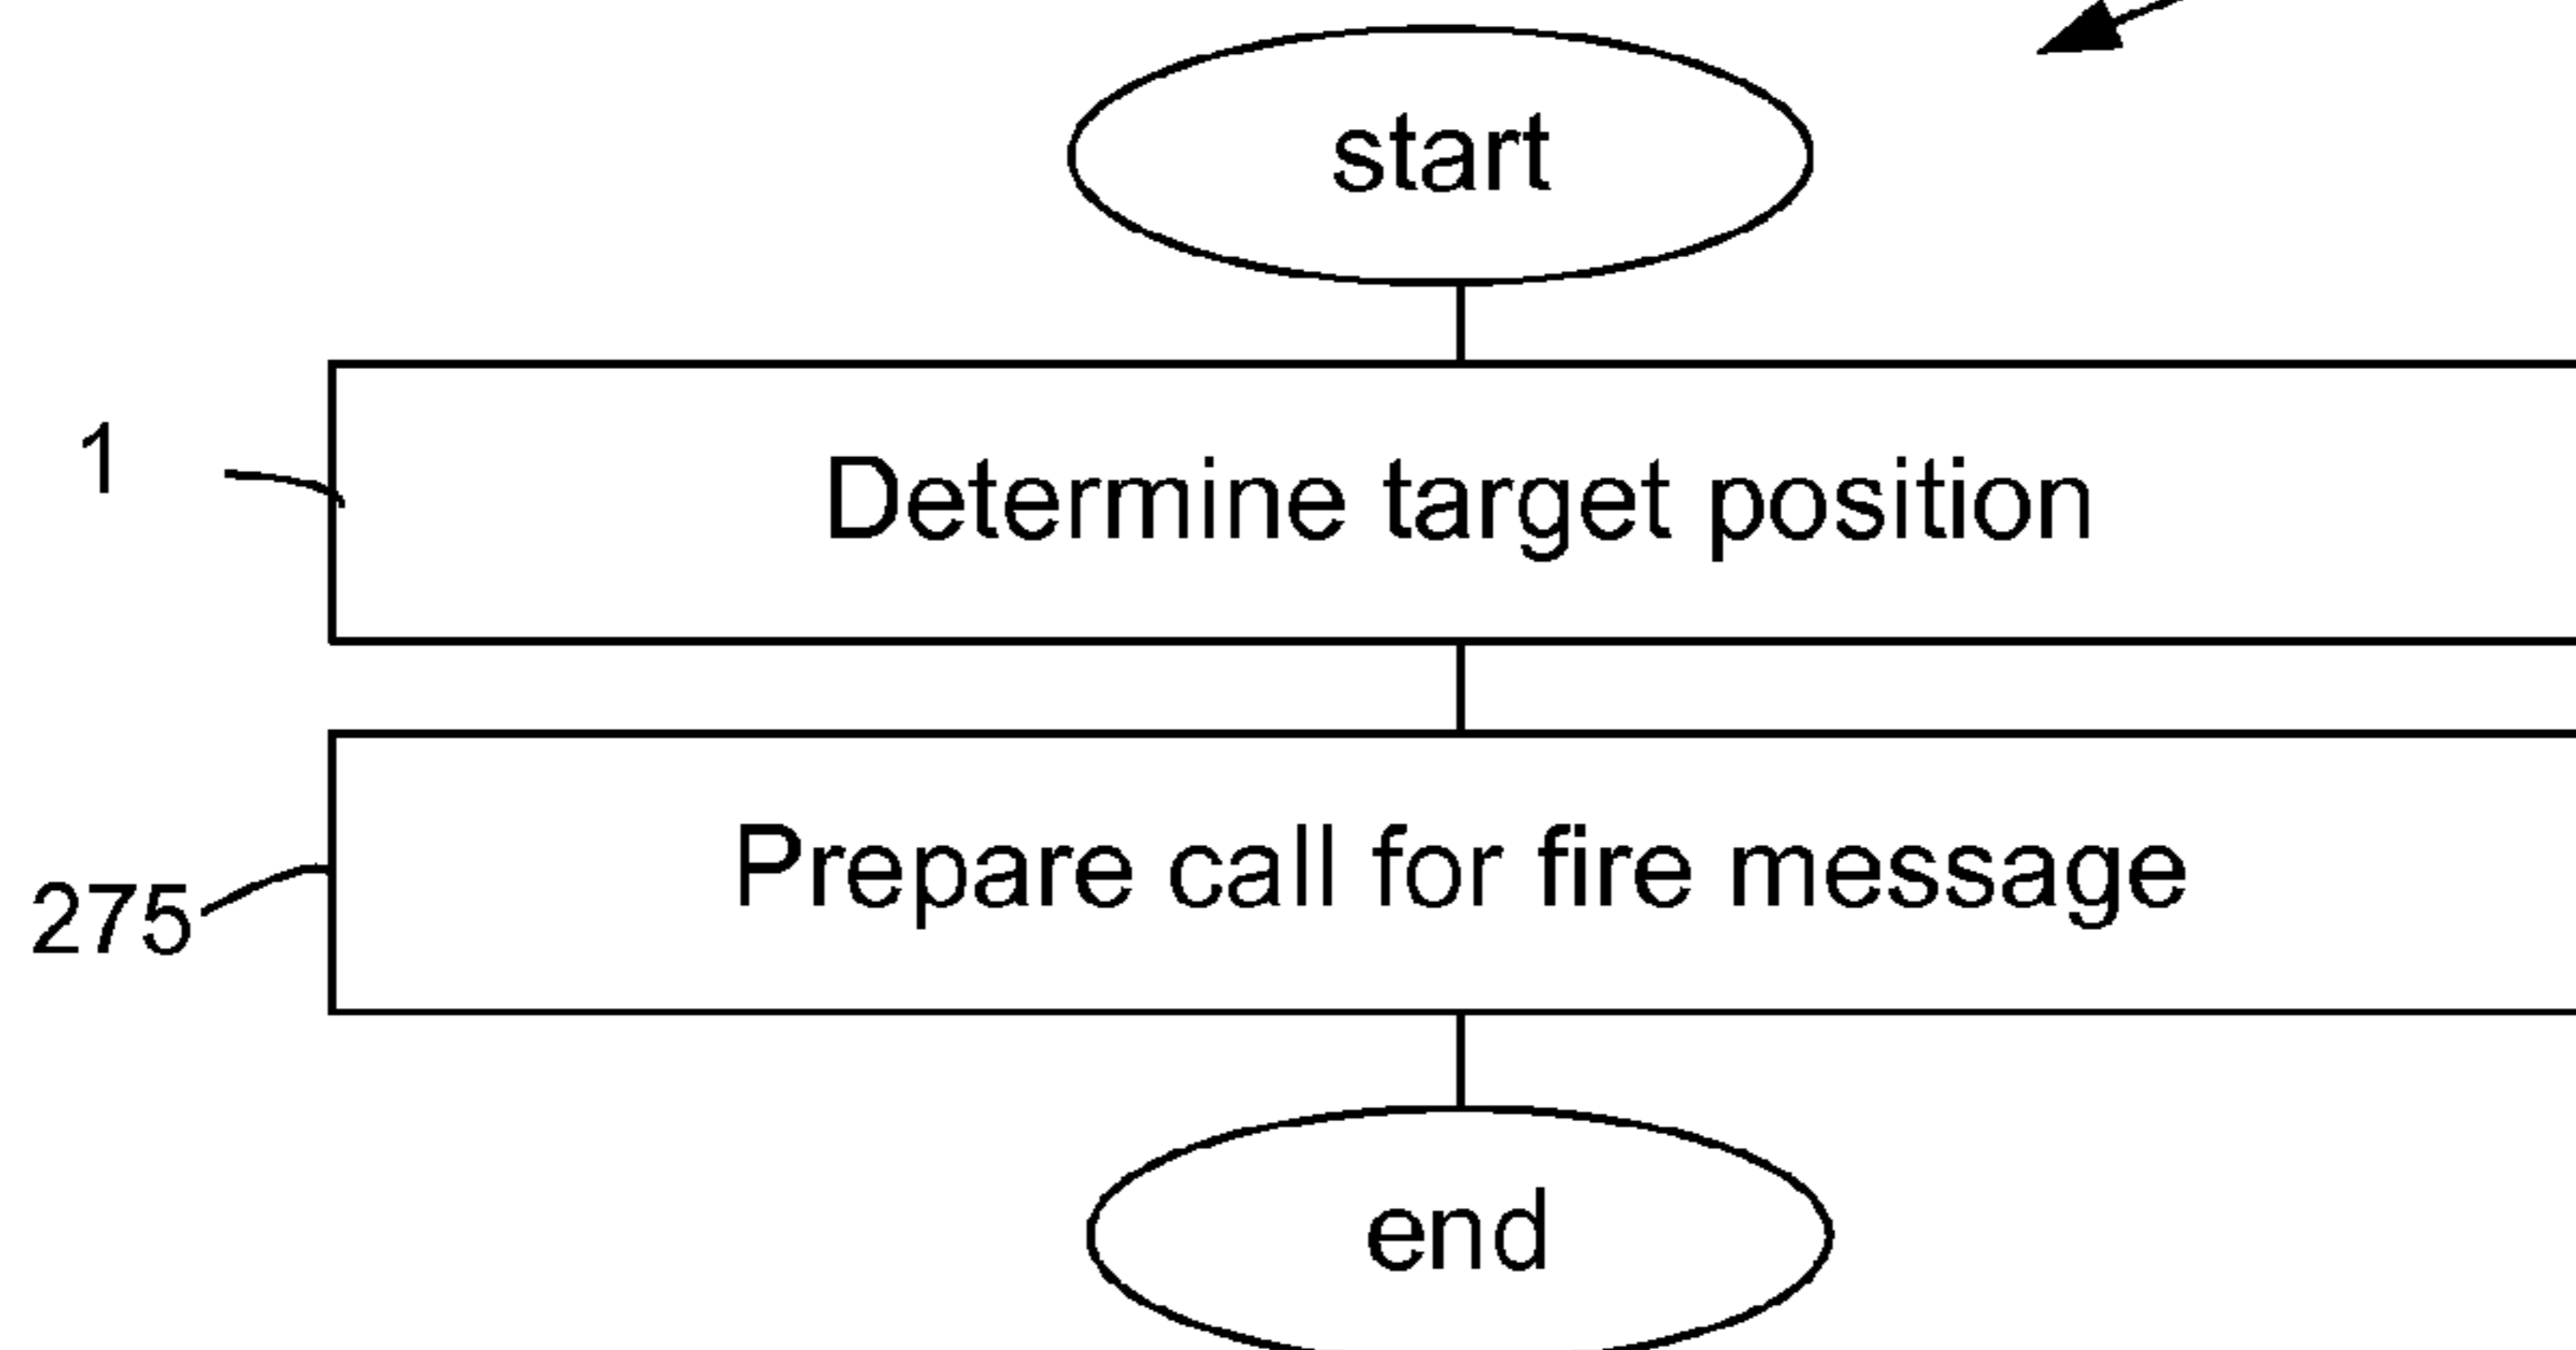 start
1
Determine target position
Prepare call for fire message
275
end